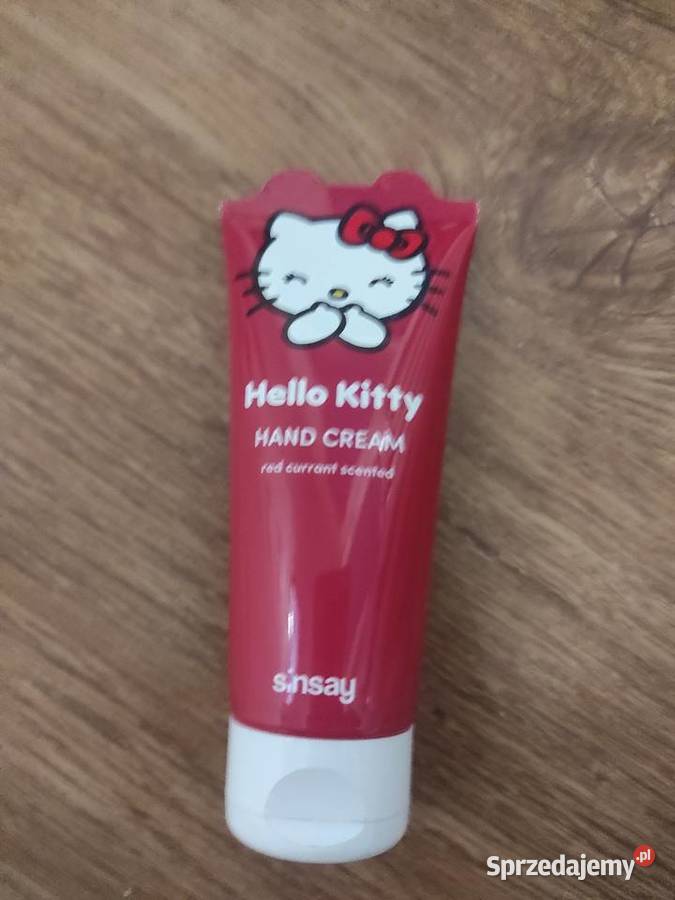 Hello Kitty
HAND CREAM
red currant scented
sinsay
Sprzedajemy.pl